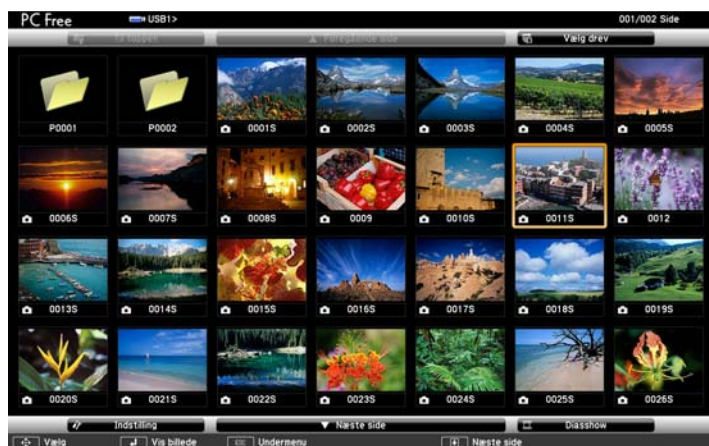 PC Free USB1> 001/002 Side
Til toppen ▲ Foregående side Vælg drev
P0001 P0002 0001S 0002S 0003S 0004S 0005S
0006S 0007S 0008S 0009 0010S 0011S 0012
0013S 0014S 0015S 0016S 0017S 0018S 0019S
0020S 0021S 0022S 0023S 0024S 0025S 0026S
Indstilling ▼ Næste side Diasshow
Vælg Vis billede ESC Undermenu Næste side